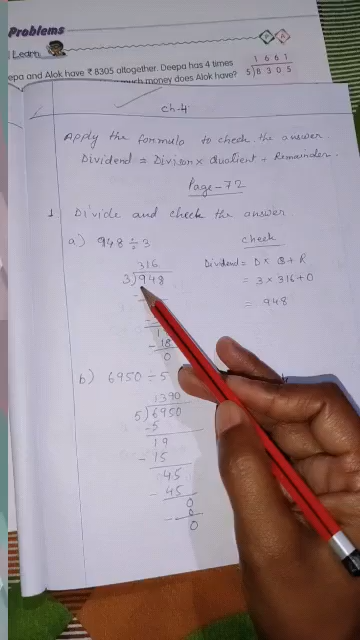 Problems
Learn
P A
epa and Alok have ₹ 8305 altogether. Deepa has 4 times
much money does Alok have?
1 6 6 1
5)8 3 0 5
Ch-4
Apply the formula to check the answer
Dividend = Divisor × Quotient + Remainder.
Page-72
1 Divide and check the answer
a) 948 ÷ 3
check
316
3)948
Dividend = D × Q + R
= 3 × 316 + 0
= 948
1
- 18
0
b) 6950 ÷ 5
1390
5)6950
-5
19
- 15
45
- 45
0
- 0
0